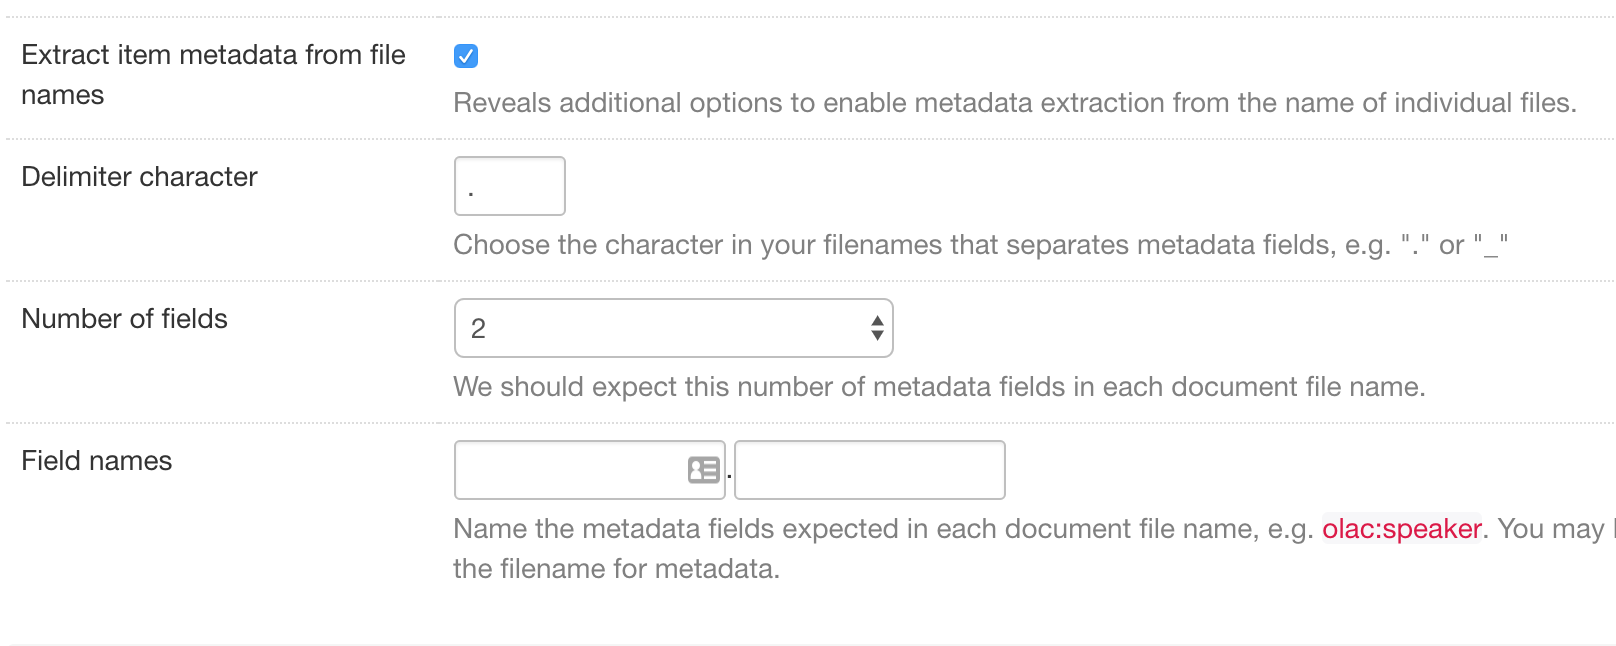 Extract item metadata from file
names
Reveals additional options to enable metadata extraction from the name of individual files.
Delimiter character
.
Choose the character in your filenames that separates metadata fields, e.g. "." or "_"
Number of fields
2
We should expect this number of metadata fields in each document file name.
Field names
.
Name the metadata fields expected in each document file name, e.g. olac:speaker. You may
the filename for metadata.